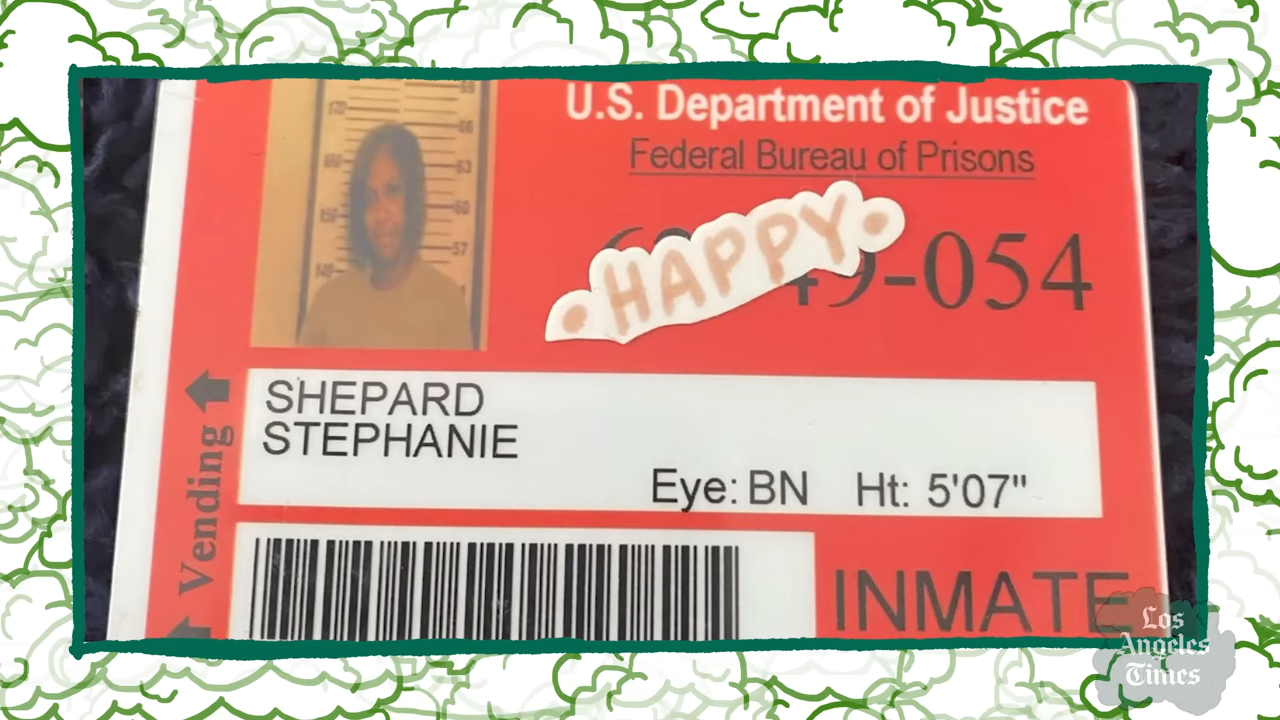 U.S. Department of Justice
Federal Bureau of Prisons
HAPPY
9-054
SHEPARD
STEPHANIE
Eye: BN Ht: 5'07"
Vending
INMATE
Los
Angeles
Times